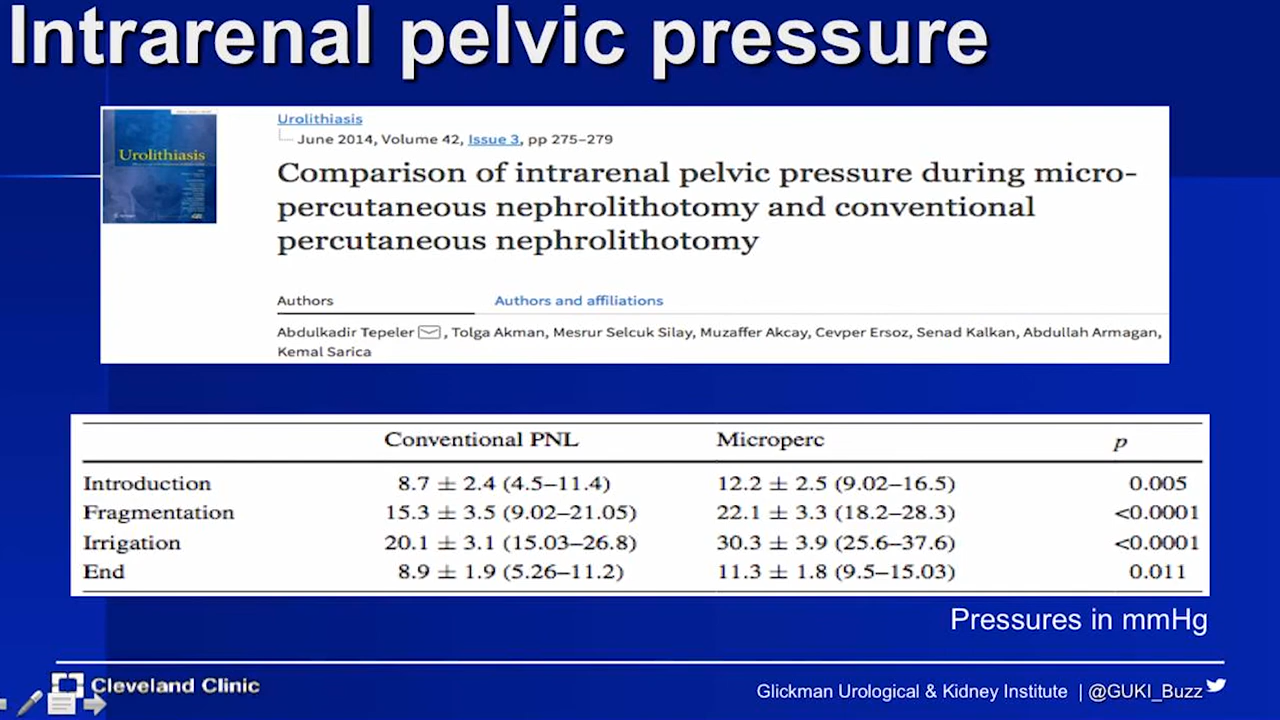 Intrarenal pelvic pressure
Urolithiasis
Urolithiasis
June 2014, Volume 42, Issue 3, pp 275–279
Comparison of intrarenal pelvic pressure during micro-
percutaneous nephrolithotomy and conventional
percutaneous nephrolithotomy
Authors Authors and affiliations
Abdulkadir Tepeler , Tolga Akman, Mesrur Selcuk Silay, Muzaffer Akcay, Cevper Ersoz, Senad Kalkan, Abdullah Armagan,
Kemal Sarica
Conventional PNL Microperc p
Introduction 8.7 ± 2.4 (4.5–11.4) 12.2 ± 2.5 (9.02–16.5) 0.005
Fragmentation 15.3 ± 3.5 (9.02–21.05) 22.1 ± 3.3 (18.2–28.3) <0.0001
Irrigation 20.1 ± 3.1 (15.03–26.8) 30.3 ± 3.9 (25.6–37.6) <0.0001
End 8.9 ± 1.9 (5.26–11.2) 11.3 ± 1.8 (9.5–15.03) 0.011
Pressures in mmHg
Cleveland Clinic
Glickman Urological & Kidney Institute | @GUKI_Buzz